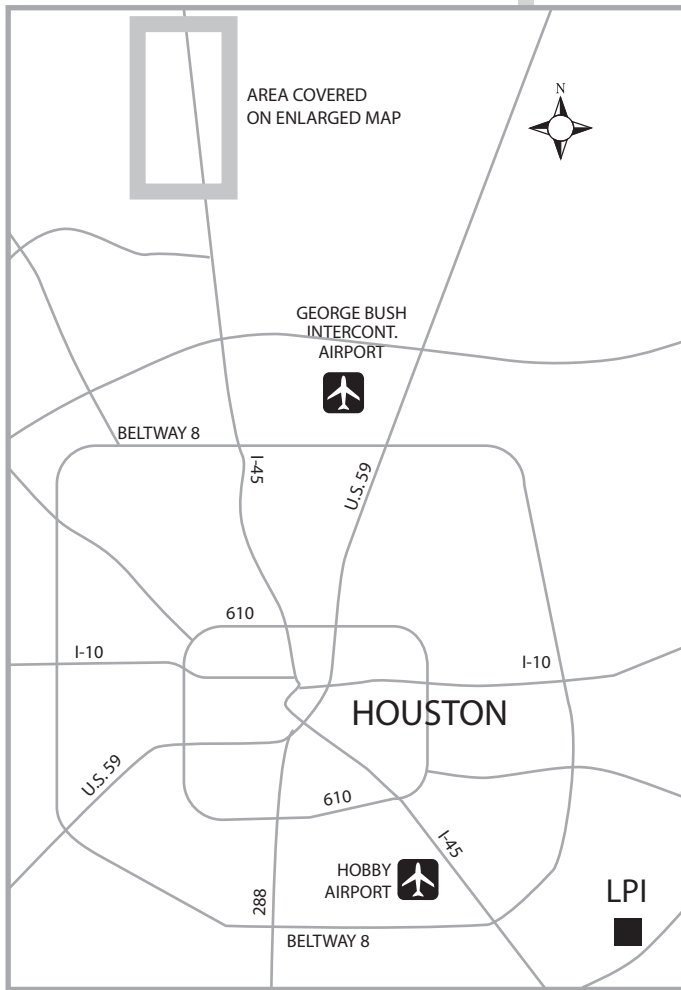 AREA COVERED
ON ENLARGED MAP
N
GEORGE BUSH
INTERCONT.
AIRPORT
BELTWAY 8
I-45
U.S. 59
610
I-10
I-10
HOUSTON
U.S. 59
610
I-45
HOBBY
AIRPORT
288
LPI
BELTWAY 8